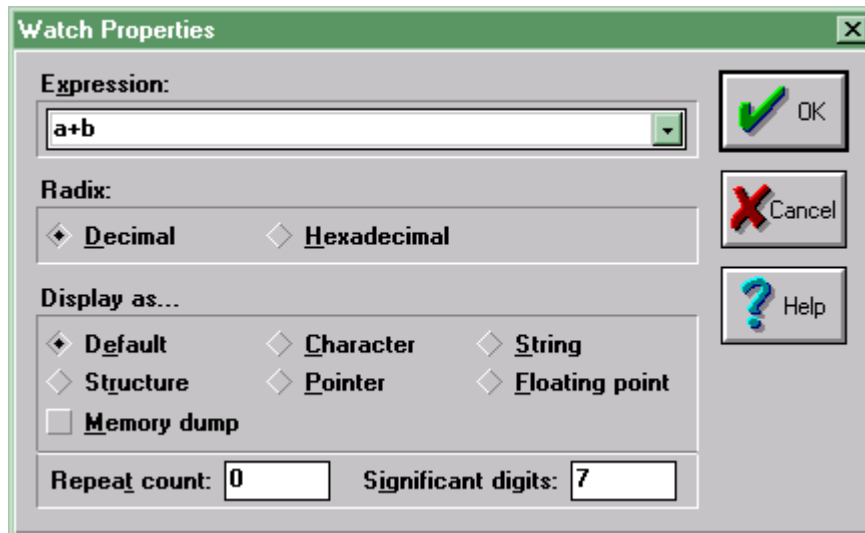 Watch Properties
Expression:
a+b
OK
Radix:
Decimal Hexadecimal
Cancel
Display as...
Default Character String
Structure Pointer Floating point
Memory dump
Help
Repeat count: 0 Significant digits: 7